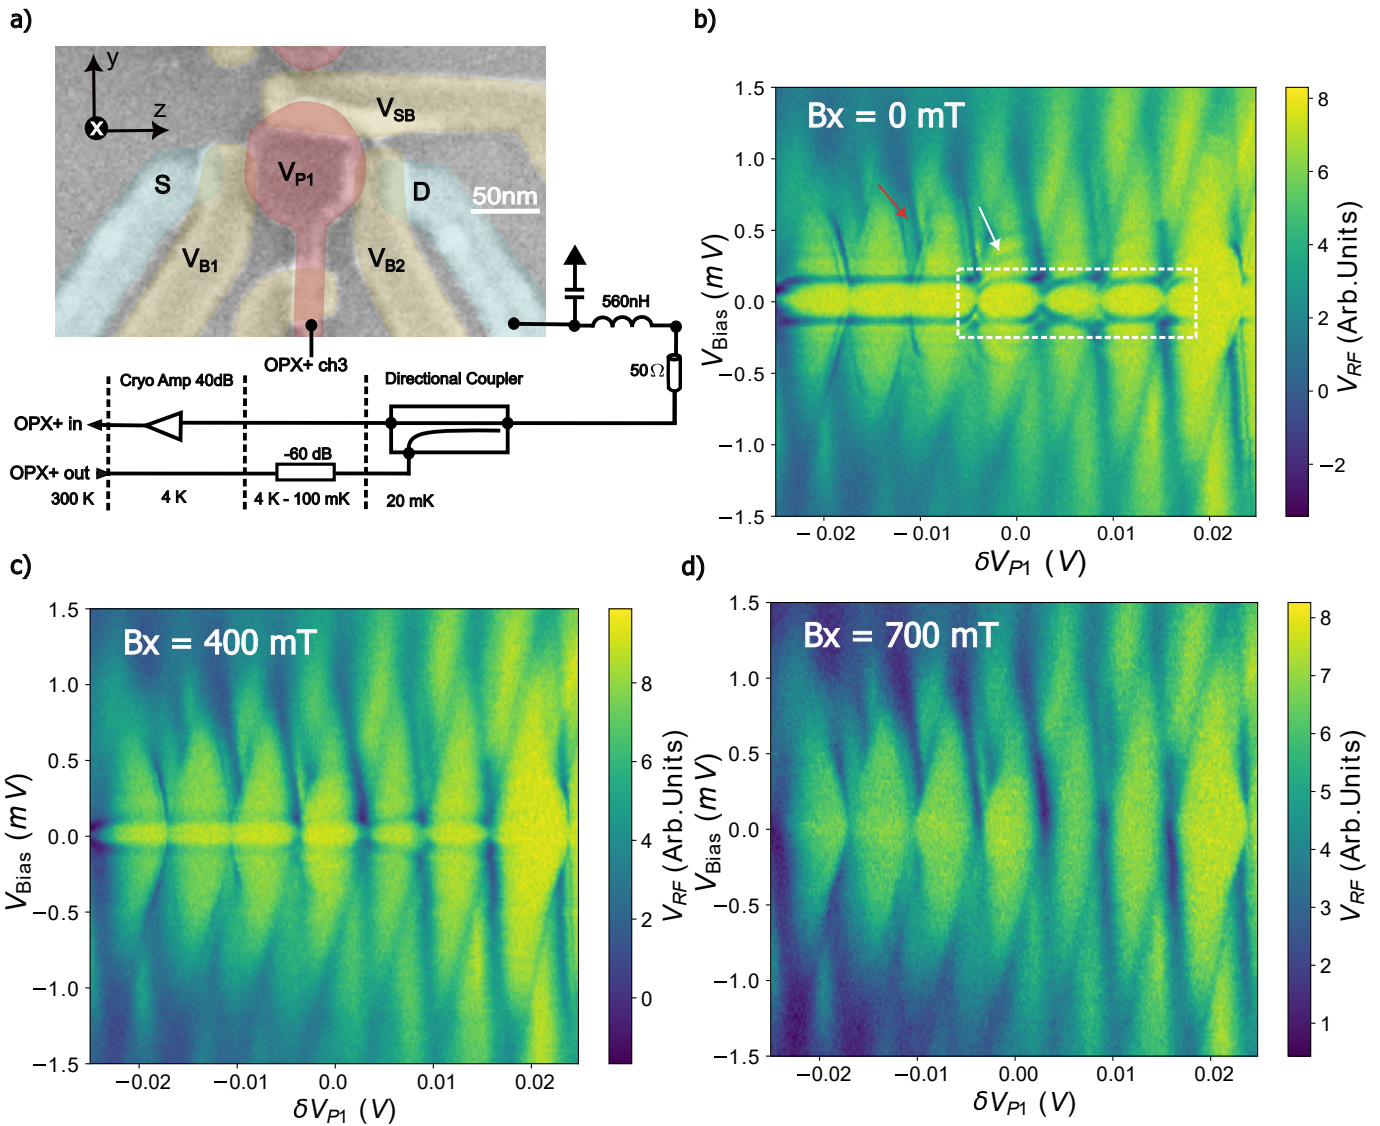 a)
y
z
X
S
D
V_SB
V_P1
V_B1
V_B2
50nm
560nH
50Ω
OPX+ ch3
Cryo Amp 40dB
Directional Coupler
OPX+ in
OPX+ out
-60 dB
300 K
4 K
4 K - 100 mK
20 mK
b)
Bx = 0 mT
1.0
0.5
0.0
−0.5
−1.0
−1.5
V_Bias (mV)
−0.02
−0.01
0.0
0.01
0.02
δV_P1 (V)
8
6
4
2
0
−2
V_RF (Arb.Units)
c)
Bx = 400 mT
1.5
1.0
0.5
0.0
−0.5
−1.0
−1.5
V_Bias (mV)
−0.02
−0.01
0.0
0.01
0.02
δV_P1 (V)
8
6
4
2
0
V_RF (Arb.Units)
d)
Bx = 700 mT
1.5
1.0
0.5
0.0
−0.5
−1.0
−1.5
V_Bias (mV)
−0.02
−0.01
0.00
0.01
0.02
δV_P1 (V)
8
7
6
5
4
3
2
1
V_RF (Arb.Units)